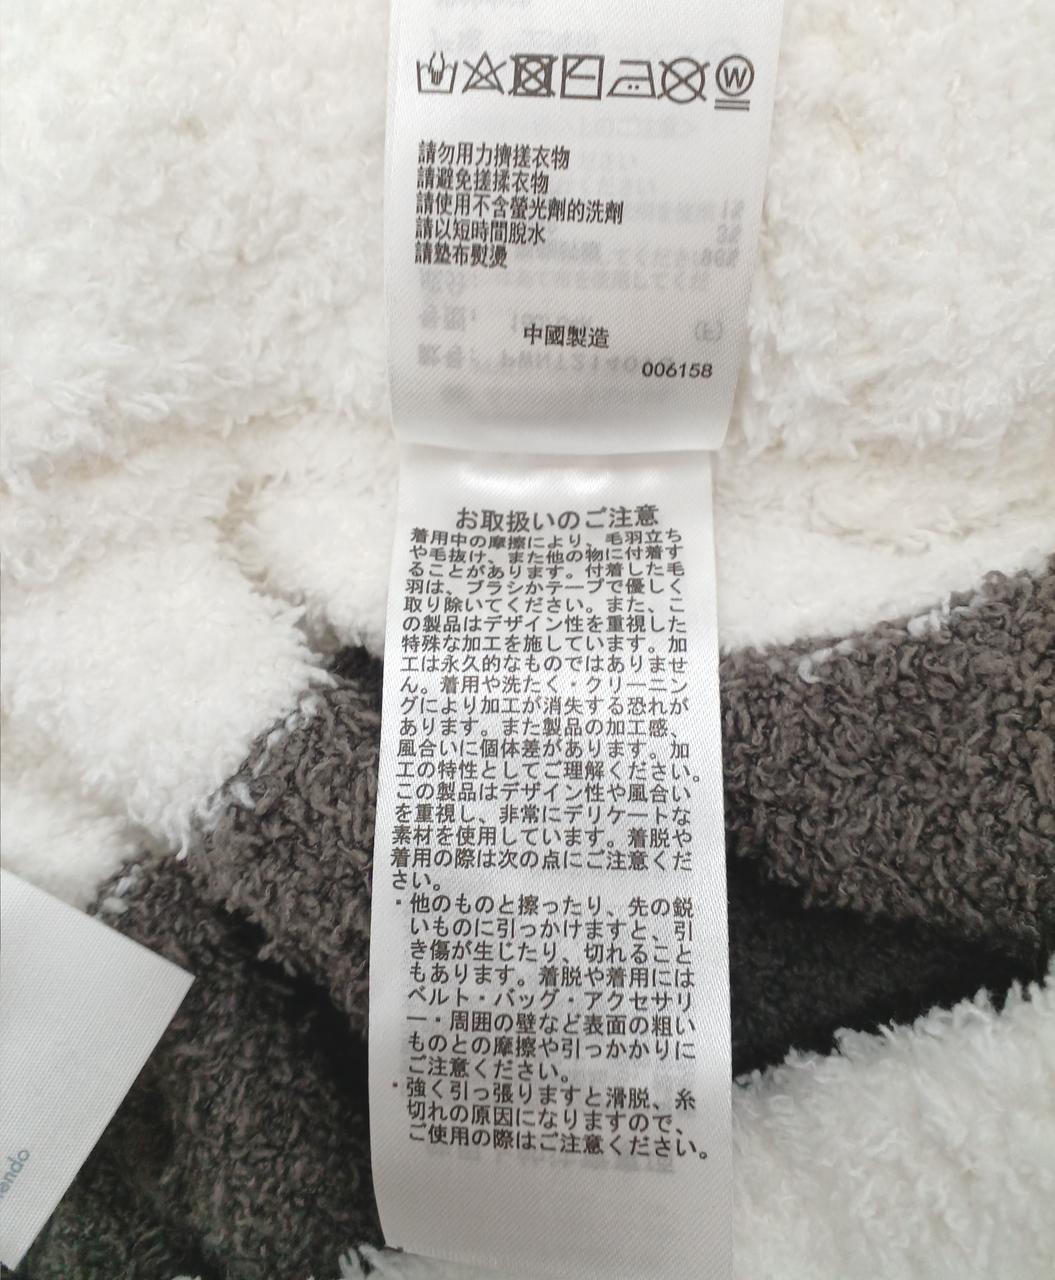 W
請勿用力擠搓衣物
請避免搓揉衣物
請使用不含螢光劑的洗劑
請以短時間脫水
請墊布熨燙
中國製造
006158
お取扱いのご注意
着用中の摩擦により、毛羽立ち
や毛抜け、また他の物に付着す
ることがあります。付着した毛
羽は、ブラシかテープで優しく
取り除いてください。また、こ
の製品はデザイン性を重視した
特殊な加工を施しています。加
工は永久的なものではありませ
ん。着用や洗たく・クリーニン
グにより加工が消失する恐れが
あります。また製品の加工感、
風合いに個体差があります。加
工の特性としてご理解ください。
この製品はデザイン性や風合い
を重視し、非常にデリケートな
素材を使用しています。着脱や
着用の際は次の点にご注意くだ
さい。
・他のものと擦ったり、先の鋭
いものに引っかけますと、引
き傷が生じたり、切れること
もあります。着脱や着用には
ベルト・バッグ・アクセサリ
ー・周囲の壁など表面の粗い
ものとの摩擦や引っかかりに
ご注意ください。
・強く引っ張りますと滑脱、糸
切れの原因になりますので、
ご使用の際はご注意ください。